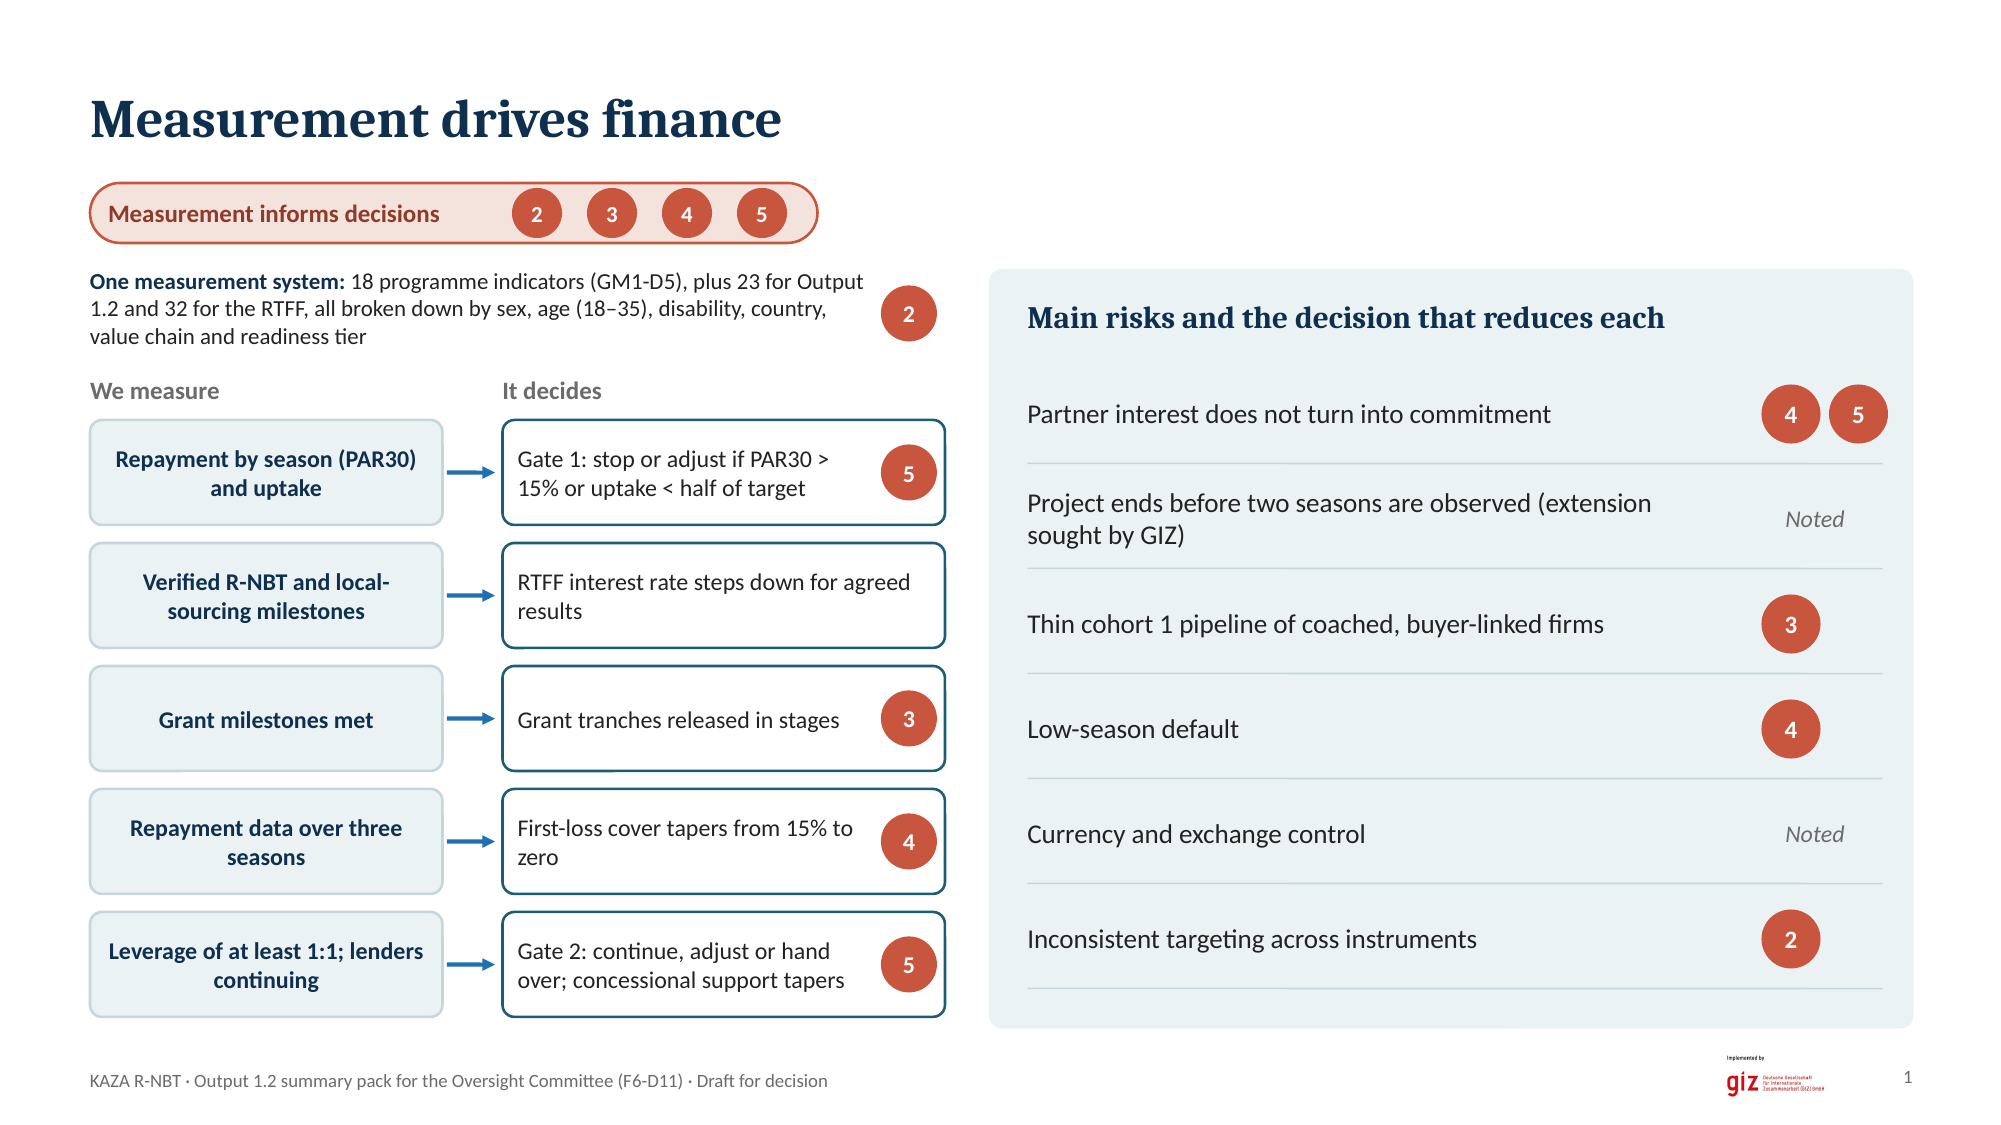 Measurement drives finance
Measurement informs decisions 2 3 4 5
One measurement system: 18 programme indicators (GM1-D5), plus 23 for Output
1.2 and 32 for the RTFF, all broken down by sex, age (18–35), disability, country,
value chain and readiness tier
2
We measure
It decides
Repayment by season (PAR30)
and uptake
Gate 1: stop or adjust if PAR30 >
15% or uptake < half of target
5
Verified R-NBT and local-
sourcing milestones
RTFF interest rate steps down for agreed
results
Grant milestones met
Grant tranches released in stages
3
Repayment data over three
seasons
First-loss cover tapers from 15% to
zero
4
Leverage of at least 1:1; lenders
continuing
Gate 2: continue, adjust or hand
over; concessional support tapers
5
Main risks and the decision that reduces each
Partner interest does not turn into commitment
4 5
Project ends before two seasons are observed (extension
sought by GIZ)
Noted
Thin cohort 1 pipeline of coached, buyer-linked firms
3
Low-season default
4
Currency and exchange control
Noted
Inconsistent targeting across instruments
2
KAZA R-NBT · Output 1.2 summary pack for the Oversight Committee (F6-D11) · Draft for decision
Implemented by
giz
Deutsche Gesellschaft
für Internationale
Zusammenarbeit (GIZ) GmbH
1